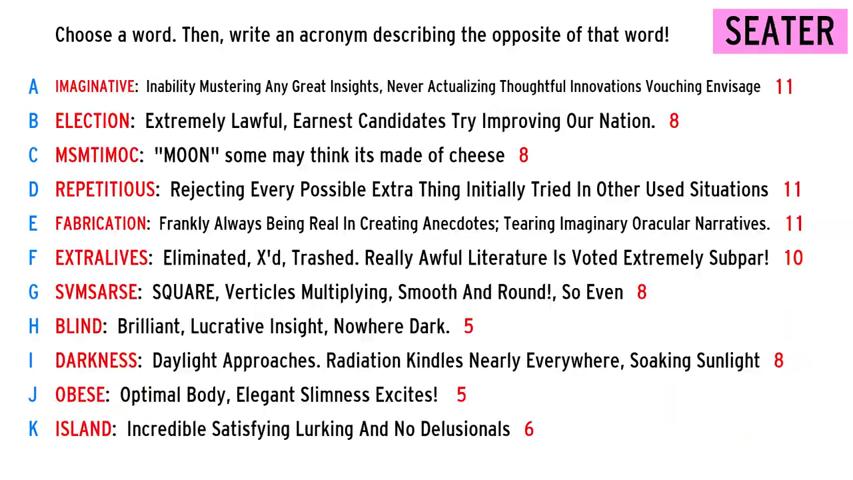 Choose a word. Then, write an acronym describing the opposite of that word!
SEATER
A IMAGINATIVE: Inability Mustering Any Great Insights, Never Actualizing Thoughtful Innovations Vouching Envisage 11
B ELECTION: Extremely Lawful, Earnest Candidates Try Improving Our Nation. 8
C MSMTIMOC: "MOON" some may think its made of cheese 8
D REPETITIOUS: Rejecting Every Possible Extra Thing Initially Tried In Other Used Situations 11
E FABRICATION: Frankly Always Being Real In Creating Anecdotes; Tearing Imaginary Oracular Narratives. 11
F EXTRALIVES: Eliminated, X'd, Trashed. Really Awful Literature Is Voted Extremely Subpar! 10
G SVMSARSE: SQUARE, Verticles Multiplying, Smooth And Round!, So Even 8
H BLIND: Brilliant, Lucrative Insight, Nowhere Dark. 5
I DARKNESS: Daylight Approaches. Radiation Kindles Nearly Everywhere, Soaking Sunlight 8
J OBESE: Optimal Body, Elegant Slimness Excites! 5
K ISLAND: Incredible Satisfying Lurking And No Delusionals 6